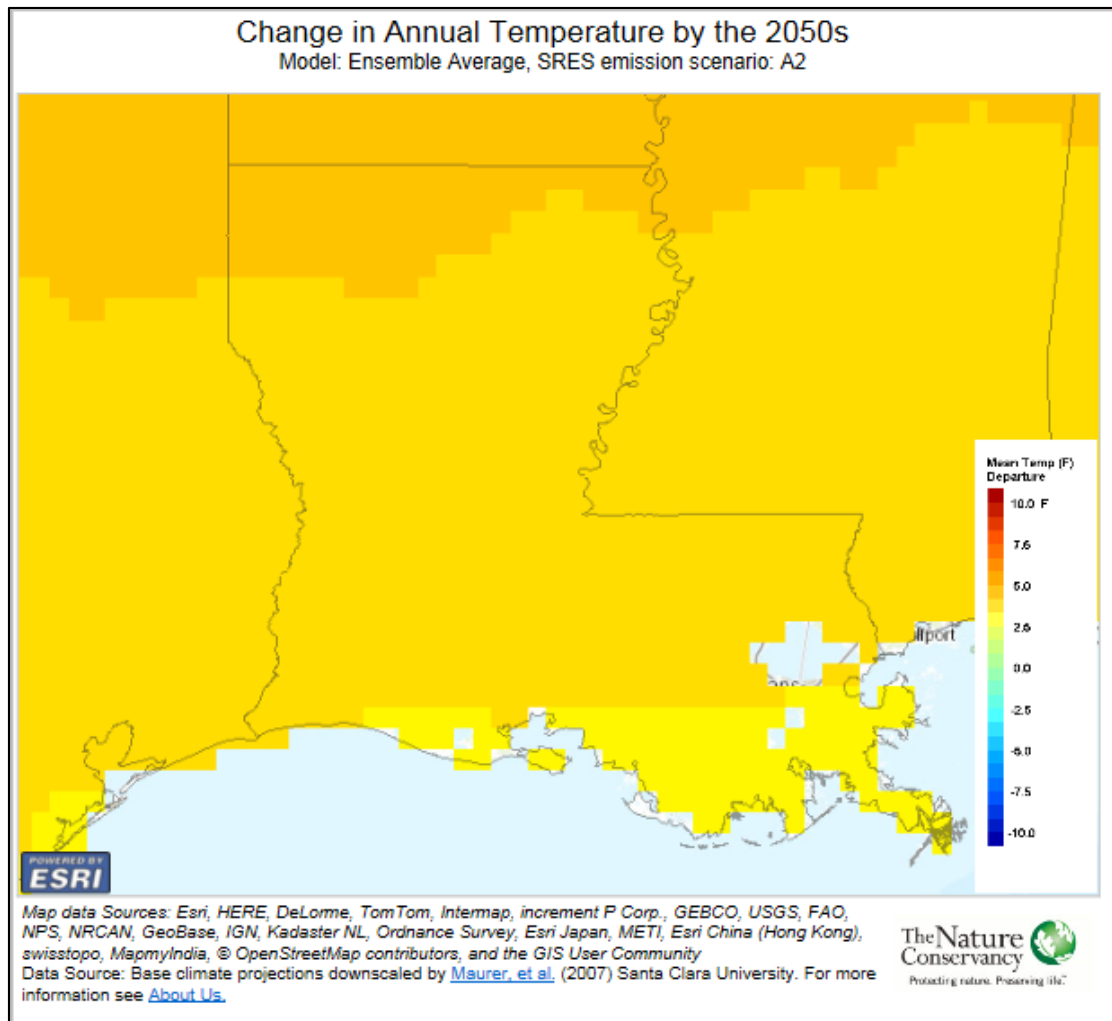 Change in Annual Temperature by the 2050s
Model: Ensemble Average, SRES emission scenario: A2
Mean Temp (F)
Departure
10.0 F
7.5
5.0
2.5
0.0
-2.5
-5.0
-7.5
-10.0
lfport
ans
POWERED BY
ESRI
Map data Sources: Esri, HERE, DeLorme, TomTom, Intermap, increment P Corp., GEBCO, USGS, FAO,
NPS, NRCAN, GeoBase, IGN, Kadaster NL, Ordnance Survey, Esri Japan, METI, Esri China (Hong Kong),
swisstopo, MapmyIndia, © OpenStreetMap contributors, and the GIS User Community
Data Source: Base climate projections downscaled by Maurer, et al. (2007) Santa Clara University. For more
information see About Us.
The Nature
Conservancy
Protecting nature. Preserving life.™